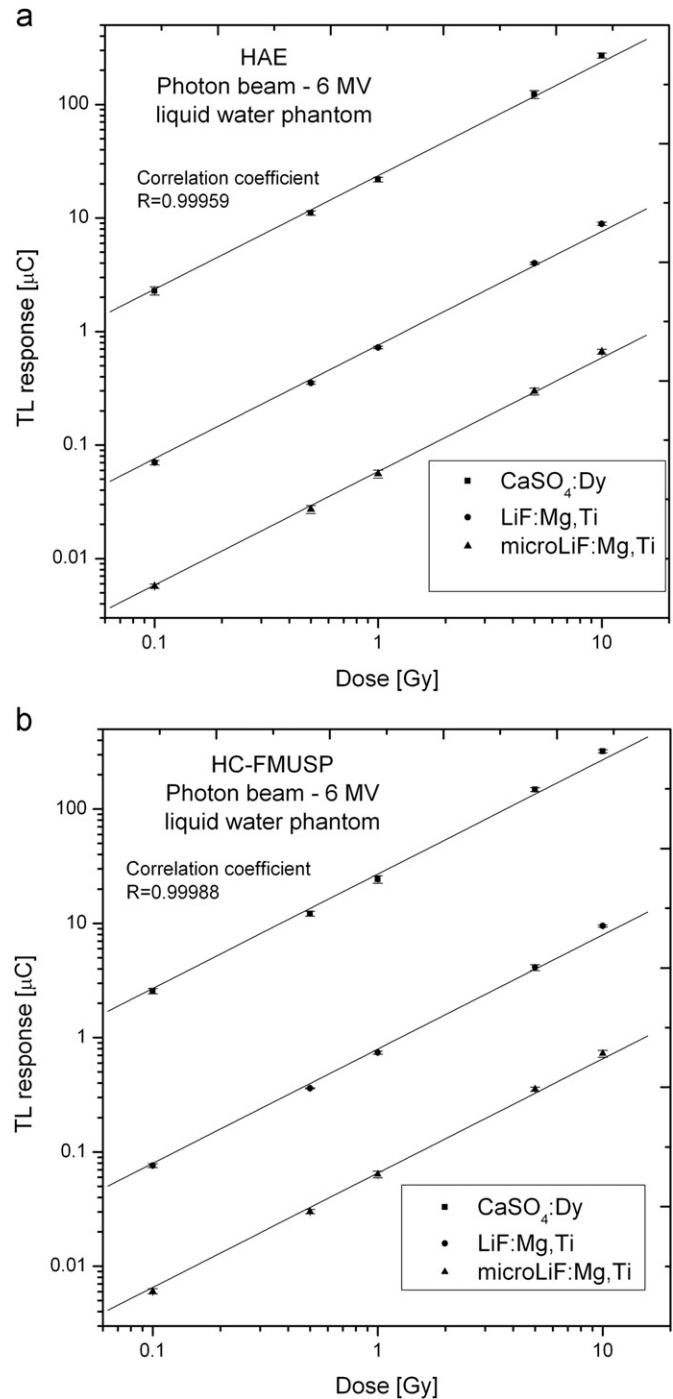 a
HAE
Photon beam - 6 MV
liquid water phantom
Correlation coefficient
R=0.99959
100
10
1
0.1
0.01
TL response [μC]
CaSO₄:Dy
LiF:Mg,Ti
microLiF:Mg,Ti
0.1
1
10
Dose [Gy]
b
HC-FMUSP
Photon beam - 6 MV
liquid water phantom
Correlation coefficient
R=0.99988
100
10
1
0.1
0.01
TL response [μC]
CaSO₄:Dy
LiF:Mg,Ti
microLiF:Mg,Ti
0.1
1
10
Dose [Gy]